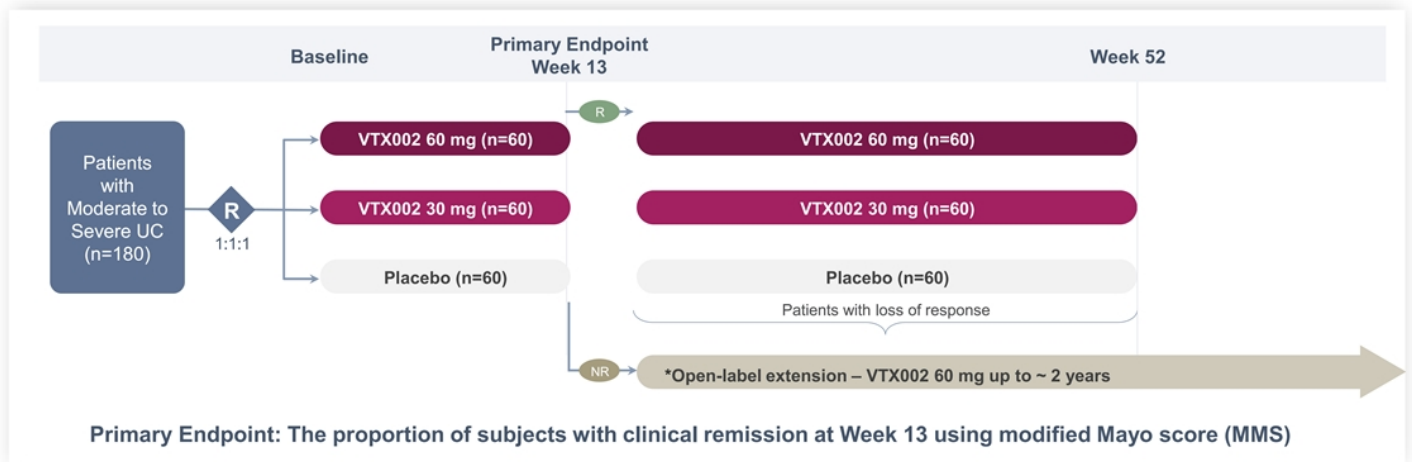 Baseline
Primary Endpoint
Week 13
Week 52
R
VTX002 60 mg (n=60)
VTX002 60 mg (n=60)
Patients
with
Moderate to
Severe UC
(n=180)
R
1:1:1
VTX002 30 mg (n=60)
VTX002 30 mg (n=60)
Placebo (n=60)
Placebo (n=60)
Patients with loss of response
NR
*Open-label extension – VTX002 60 mg up to ~ 2 years
Primary Endpoint: The proportion of subjects with clinical remission at Week 13 using modified Mayo score (MMS)